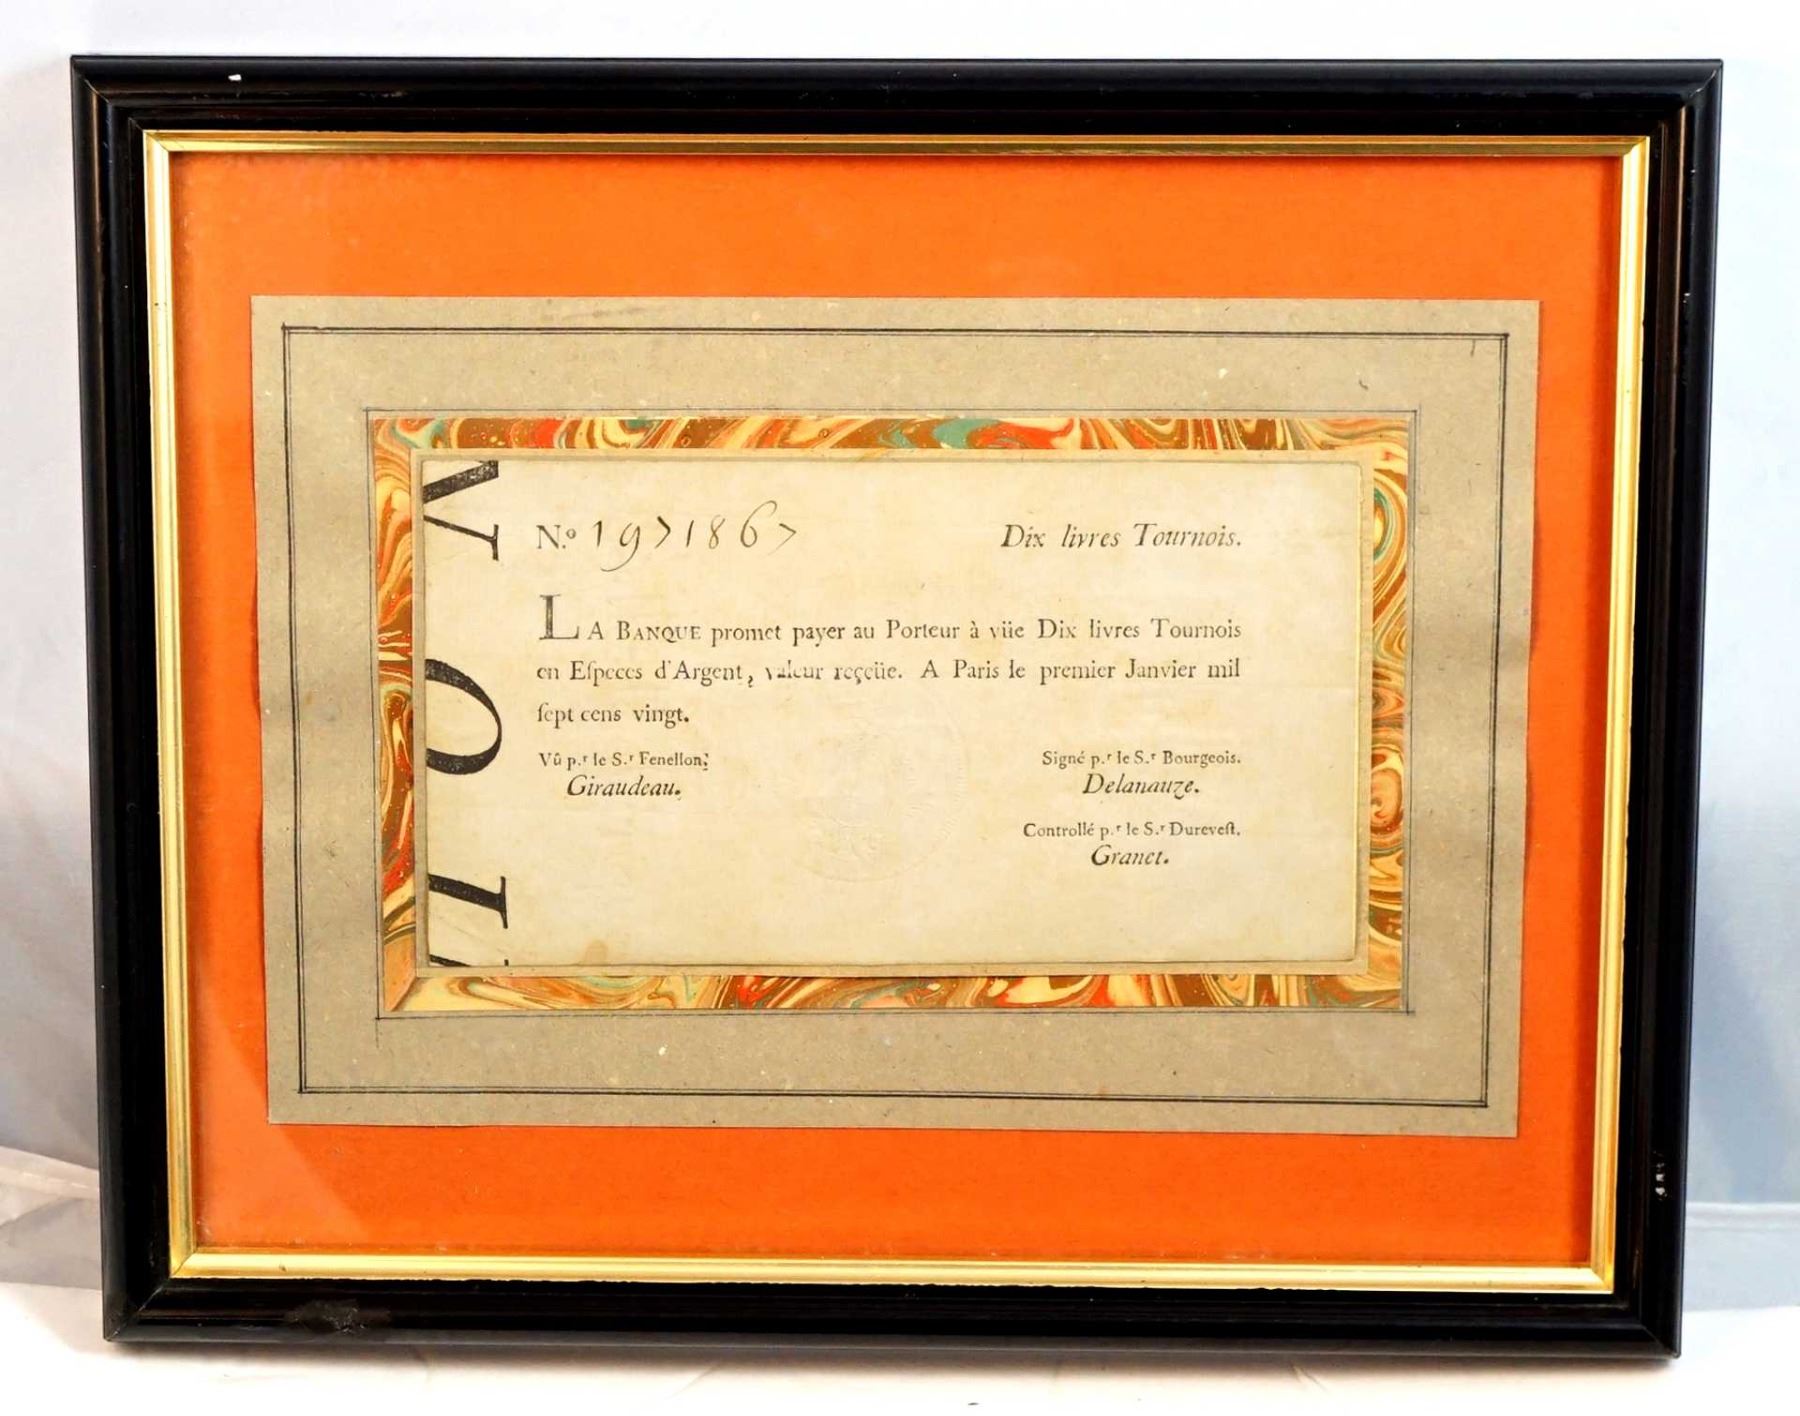 N.º 1971867
Dix livres Tournois.
LA BANQUE promet payer au Porteur à vüe Dix livres Tournois
en Eſpeces d'Argent, valeur reçeüe. A Paris le premier Janvier mil
ſept cens vingt.
Vû p.ʳ le S.ʳ Fenellon;
Giraudeau.
Signé p.ʳ le S.ʳ Bourgeois.
Delanauze.
Controllé p.ʳ le S.ʳ Dureveſt.
Granet.